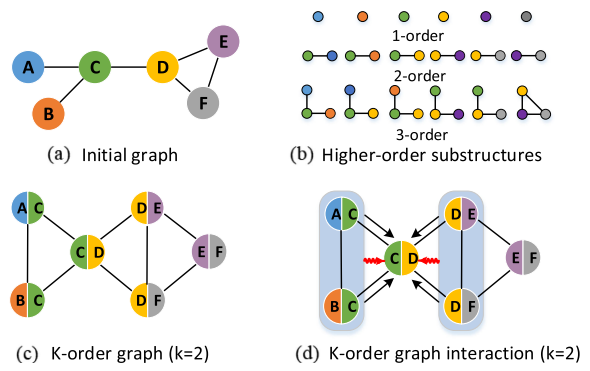 A
C
D
E
B
F
(a) Initial graph
1-order
2-order
3-order
(b) Higher-order substructures
A C
D E
C D
E F
B C
D F
(c) K-order graph (k=2)
A C
D E
C D
E F
B C
D F
(d) K-order graph interaction (k=2)